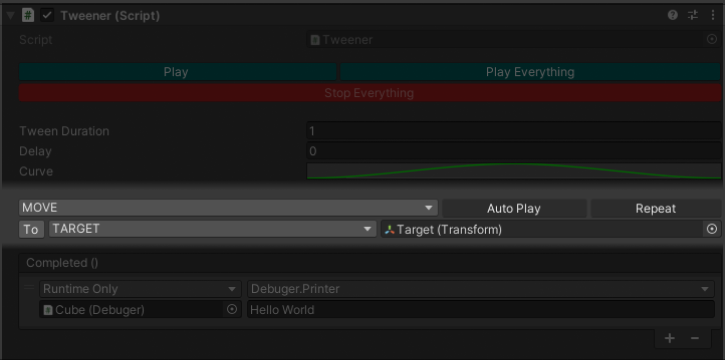 Tweener (Script)
Script Tweener
Play Play Everything
Stop Everything
Tween Duration 1
Delay 0
Curve
MOVE Auto Play Repeat
To TARGET Target (Transform)
Completed ()
Runtime Only Debuger.Printer
Cube (Debuger) Hello World